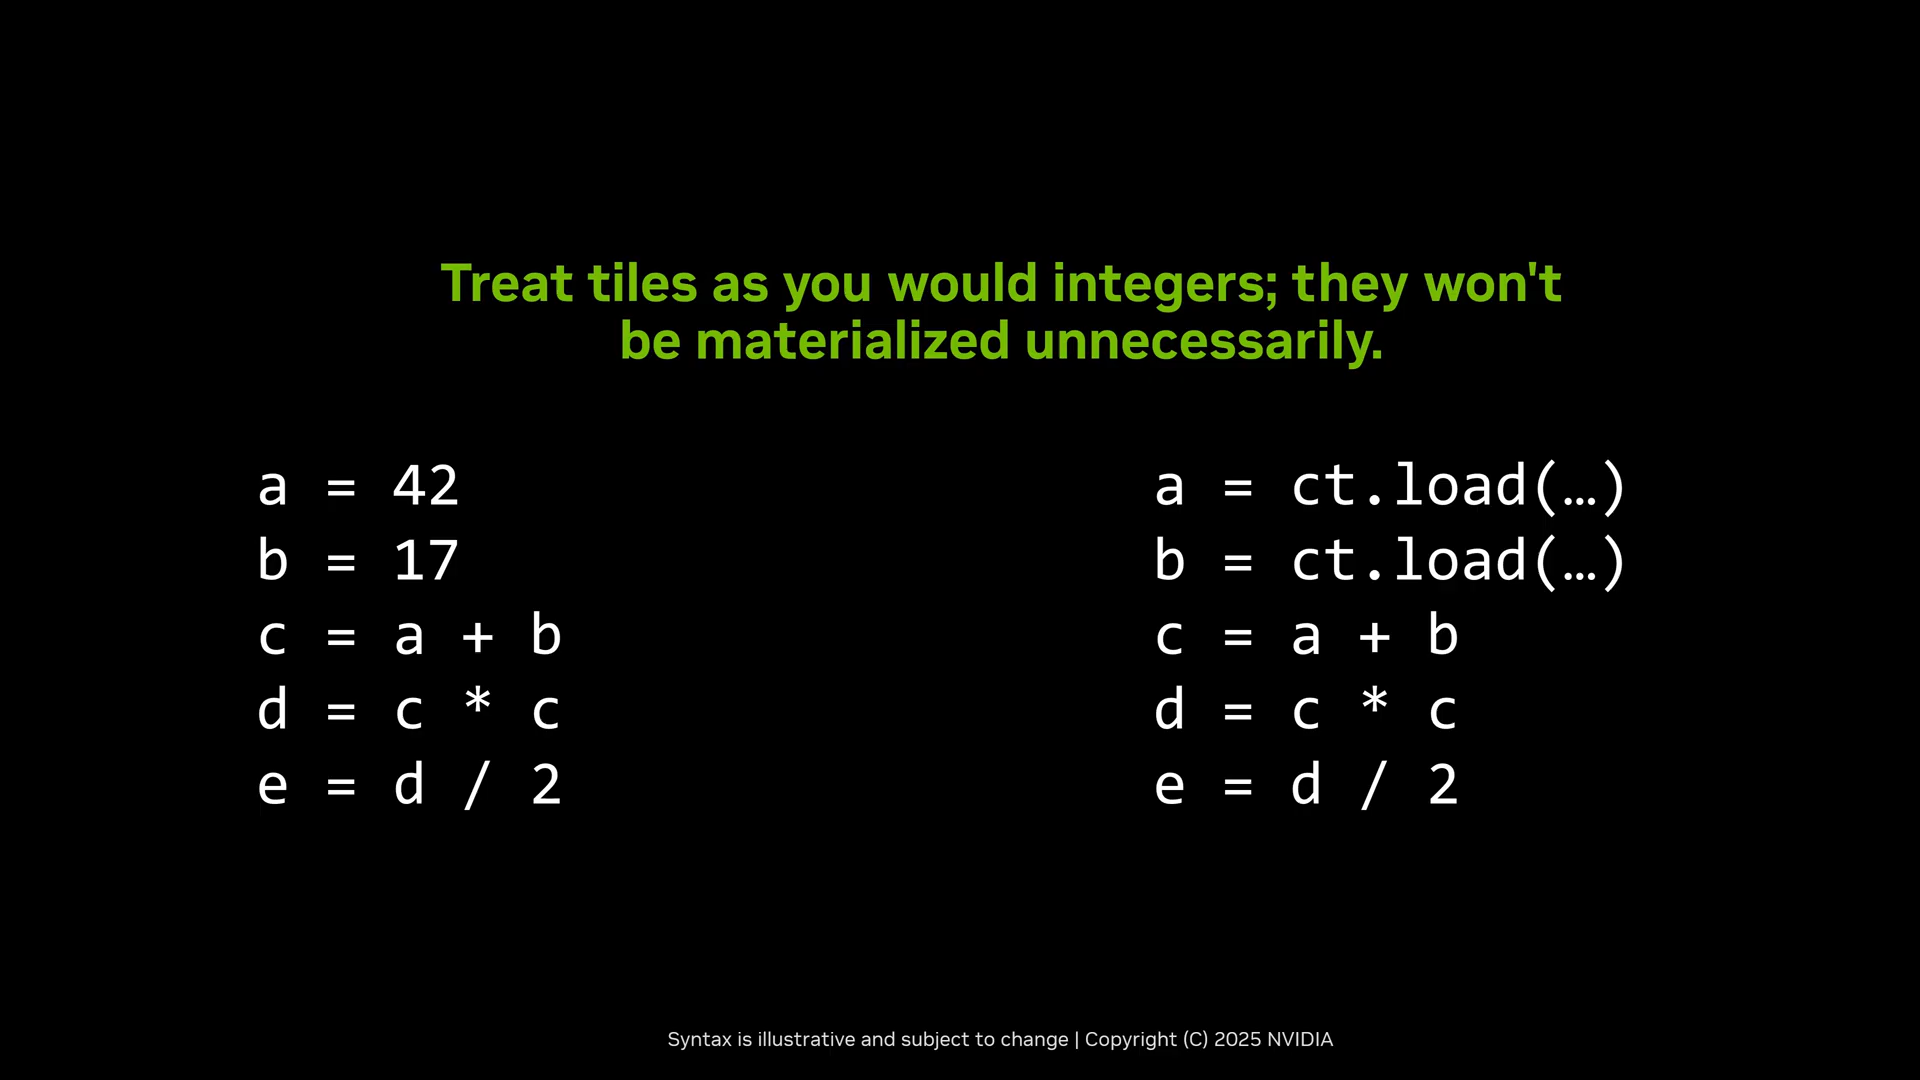 Treat tiles as you would integers; they won't
be materialized unnecessarily.
a = 42
b = 17
c = a + b
d = c * c
e = d / 2
a = ct.load(…)
b = ct.load(…)
c = a + b
d = c * c
e = d / 2
Syntax is illustrative and subject to change | Copyright (C) 2025 NVIDIA